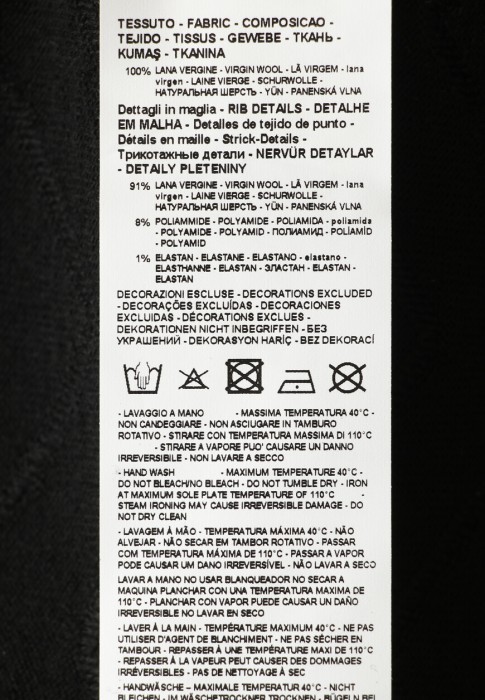 TESSUTO - FABRIC - COMPOSICAO -
TEJIDO - TISSUS - GEWEBE - ТКАНЬ -
KUMAŞ - TKANINA
100% LANA VERGINE - VIRGIN WOOL - LÃ VIRGEM - lana
virgen - LAINE VIERGE - SCHURWOLLE -
НАТУРАЛЬНАЯ ШЕРСТЬ - YÜN - PANENSKÁ VLNA
Dettagli in maglia - RIB DETAILS - DETALHE
EM MALHA - Detalles de tejido de punto -
Détails en maille - Strick-Details -
Трикотажные детали - NERVÜR DETAYLAR
- DETAILY PLETENINY
91% LANA VERGINE - VIRGIN WOOL - LÃ VIRGEM - lana
virgen - LAINE VIERGE - SCHURWOLLE -
НАТУРАЛЬНАЯ ШЕРСТЬ - YÜN - PANENSKÁ VLNA
8% POLIAMMIDE - POLYAMIDE - POLIAMIDA - poliamida
- POLYAMIDE - POLYAMID - ПОЛИАМИД - POLİAMİD
- POLYAMID
1% ELASTAN - ELASTANE - ELASTANO - elastano -
ELASTHANNE - ELASTAN - ЭЛАСТАН - ELASTAN -
ELASTAN
DECORAZIONI ESCLUSE - DECORATIONS EXCLUDED
- DECORAÇÕES EXCLUÍDAS - DECORACIONES
EXCLUIDAS - DÉCORATIONS EXCLUES -
DEKORATIONEN NICHT INBEGRIFFEN - БЕЗ
УКРАШЕНИЙ - DEKORASYON HARİÇ - BEZ DEKORACÍ
- LAVAGGIO A MANO - MASSIMA TEMPERATURA 40°C -
NON CANDEGGIARE - NON ASCIUGARE IN TAMBURO
ROTATIVO - STIRARE CON TEMPERATURA MASSIMA DI 110°C
- STIRARE A VAPORE PUO' CAUSARE UN DANNO
IRREVERSIBILE - NON LAVARE A SECCO
- HAND WASH - MAXIMUM TEMPERATURE 40°C -
DO NOT BLEACH/NO BLEACH - DO NOT TUMBLE DRY - IRON
AT MAXIMUM SOLE PLATE TEMPERATURE OF 110°C -
STEAM IRONING MAY CAUSE IRREVERSIBLE DAMAGE - DO
NOT DRY CLEAN
- LAVAGEM À MÃO - TEMPERATURA MÁXIMA 40°C - NÃO
ALVEJAR - NÃO SECAR EM TAMBOR ROTATIVO - PASSAR
COM TEMPERATURA MÁXIMA DE 110°C - PASSAR A VAPOR
PODE CAUSAR UM DANO IRREVERSÍVEL - NÃO LAVAR A SECO
LAVAR A MANO NO USAR BLANQUEADOR NO SECAR A
MAQUINA PLANCHAR CON UNA TEMPERATURA MAXIMA DE
110°C - PLANCHAR CON VAPOR PUEDE CAUSAR UN DAÑO
IRREVERSIBLE NO LAVAR EN SECO
- LAVER À LA MAIN - TEMPÉRATURE MAXIMUM 40°C - NE PAS
UTILISER D'AGENT DE BLANCHIMENT - NE PAS SÉCHER EN
TAMBOUR - REPASSER À UNE TEMPÉRATURE MAXI DE 110°C
- REPASSER À LA VAPEUR PEUT CAUSER DES DOMMAGES
IRRÉVERSIBLES - PAS DE NETTOYAGE À SEC
- HANDWÄSCHE – MAXIMALE TEMPERATUR 40°C - NICHT
BLEICHEN - IM WÄSCHETROCKNER TROCKNEN - BÜGELN BEI